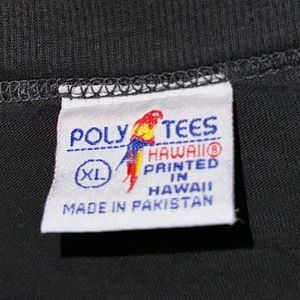 POLY TEES
HAWAII®
XL PRINTED
IN
HAWAII
MADE IN PAKISTAN